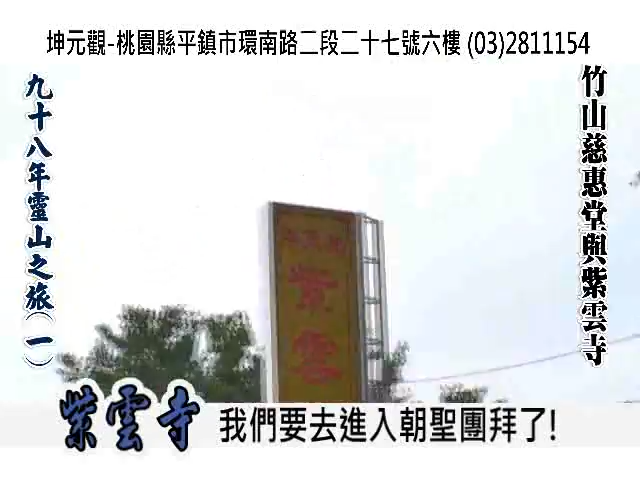 坤元觀-桃園縣平鎮市環南路二段二十七號六樓 (03)2811154
九十八年靈山之旅(一)
竹山慈惠堂與紫雲寺
紫雲
紫雲寺
我們要去進入朝聖團拜了!